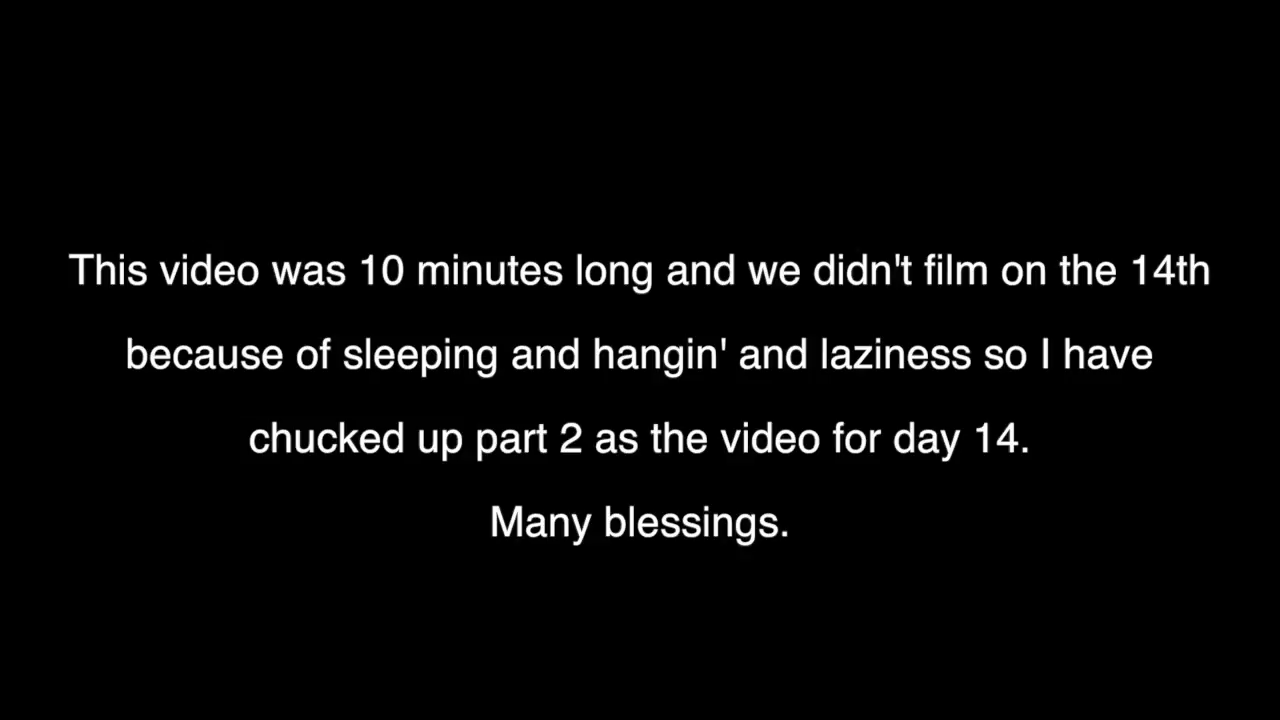 This video was 10 minutes long and we didn't film on the 14th
because of sleeping and hangin' and laziness so I have
chucked up part 2 as the video for day 14.
Many blessings.